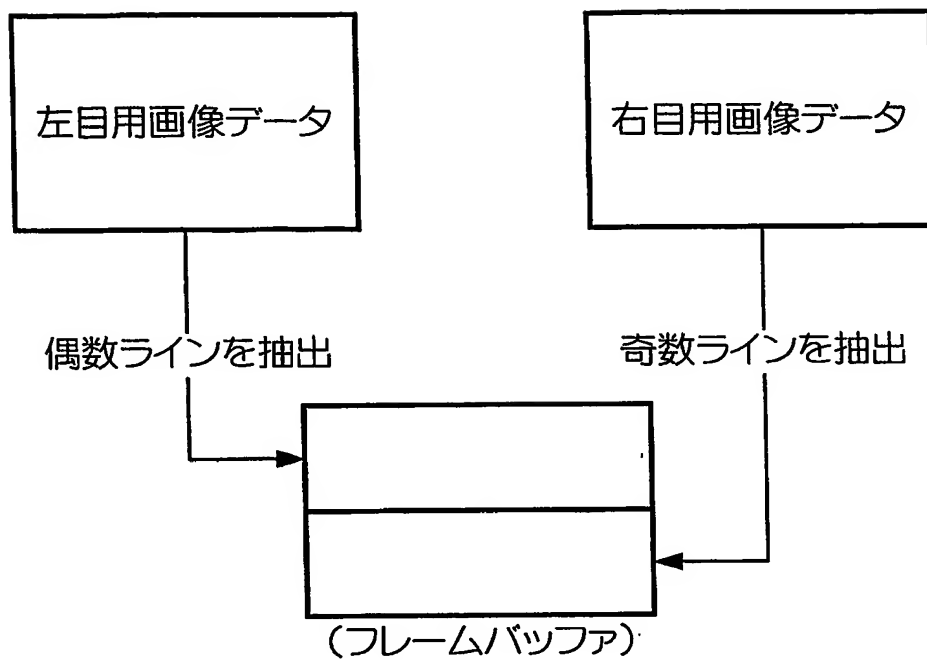 左目用画像データ
右目用画像データ
偶数ラインを抽出
奇数ラインを抽出
(フレームバッファ)